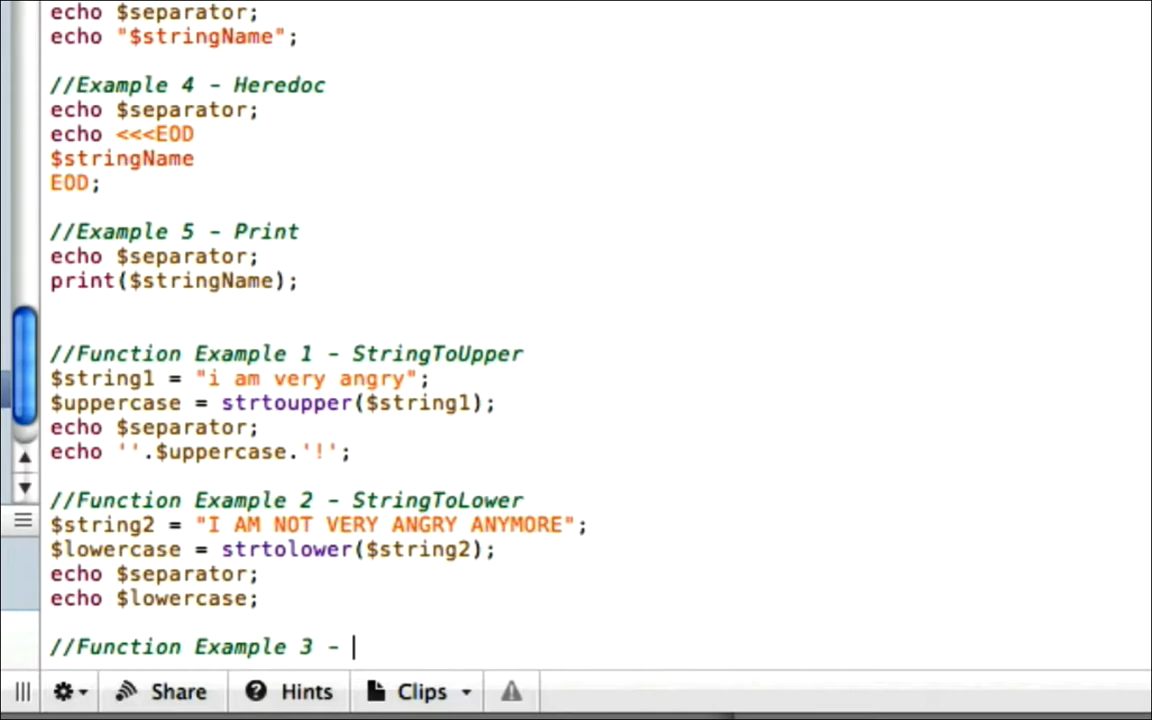 echo $separator;
echo "$stringName";
//Example 4 - Heredoc
echo $separator;
echo <<<EOD
$stringName
EOD;
//Example 5 - Print
echo $separator;
print($stringName);
//Function Example 1 - StringToUpper
$string1 = "i am very angry";
$uppercase = strtoupper($string1);
echo $separator;
echo ''.$uppercase.'!';
//Function Example 2 - StringToLower
$string2 = "I AM NOT VERY ANGRY ANYMORE";
$lowercase = strtolower($string2);
echo $separator;
echo $lowercase;
//Function Example 3 -
Share Hints Clips